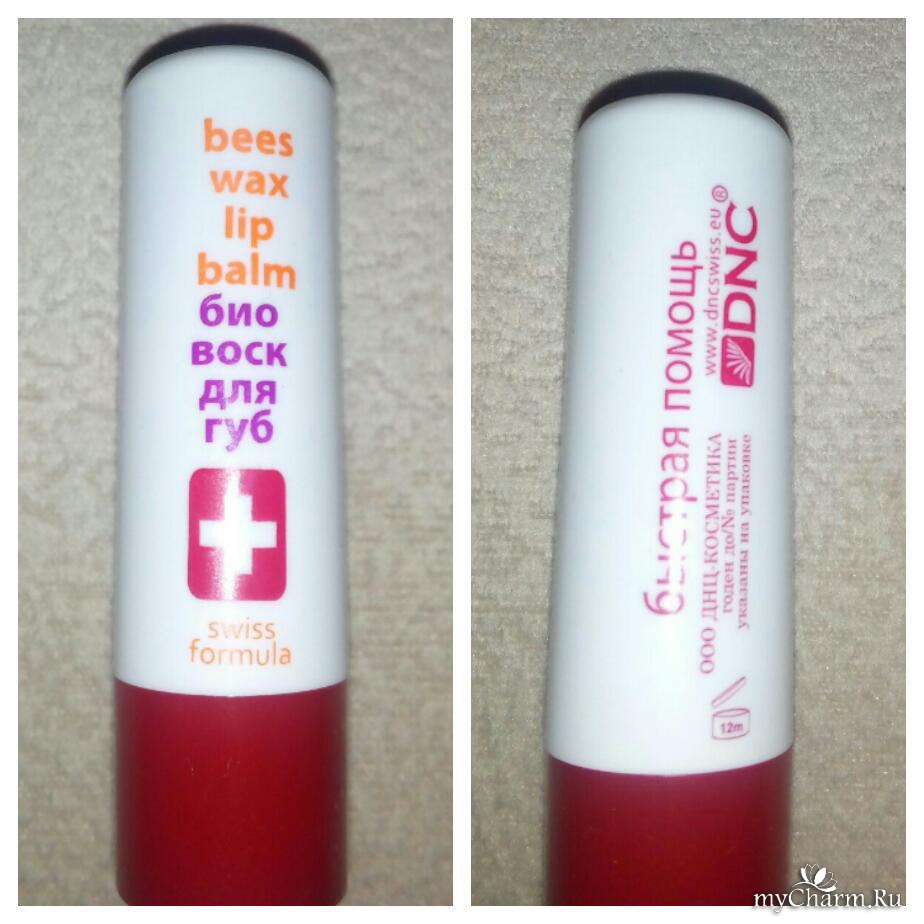 bees
wax
lip
balm
био
воск
для
губ
swiss
formula
быстрая помощь
www.dncswiss.eu ®
DNC
ООО ДНЦ-КОСМЕТИКА
годен до/№ партии
указаны на упаковке
12m
myCharm.Ru